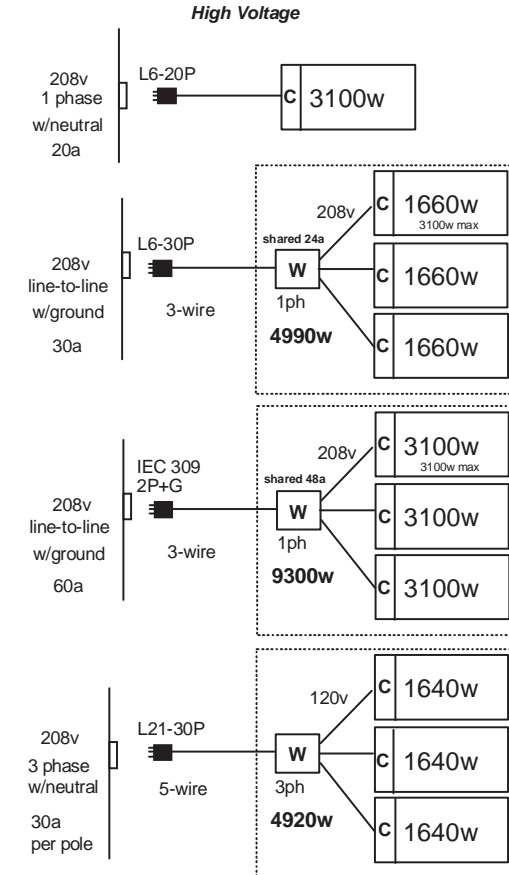 High Voltage
208v
1 phase
w/neutral
20a
L6-20P
C 3100w
208v
line-to-line
w/ground
30a
L6-30P
3-wire
shared 24a
W
1ph
4990w
208v
C 1660w
3100w max
C 1660w
C 1660w
208v
line-to-line
w/ground
60a
IEC 309
2P+G
3-wire
shared 48a
W
1ph
9300w
208v
C 3100w
3100w max
C 3100w
C 3100w
208v
3 phase
w/neutral
30a
per pole
L21-30P
5-wire
W
3ph
4920w
120v
C 1640w
C 1640w
C 1640w